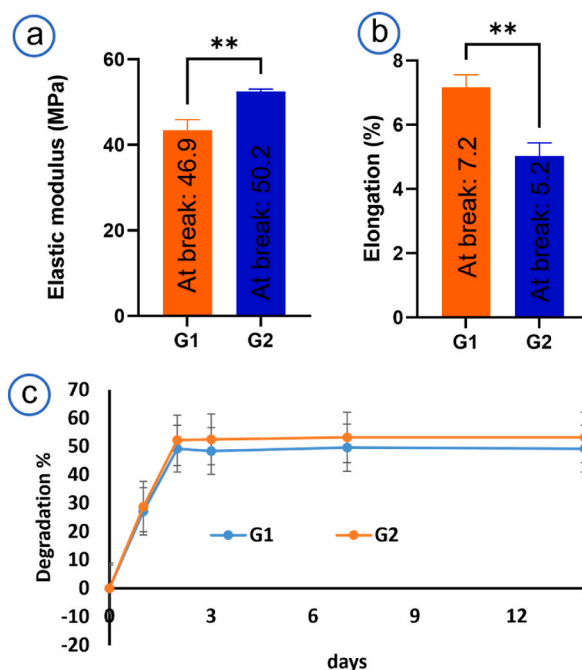 a
**
Elastic modulus (MPa)
60
40
20
0
At break: 46.9
At break: 50.2
G1
G2
b
**
Elongation (%)
8
6
4
2
0
At break: 7.2
At break: 5.2
G1
G2
c
Degradation %
70
60
50
40
30
20
10
0
-10
-20
0
3
6
9
12
G1
G2
days